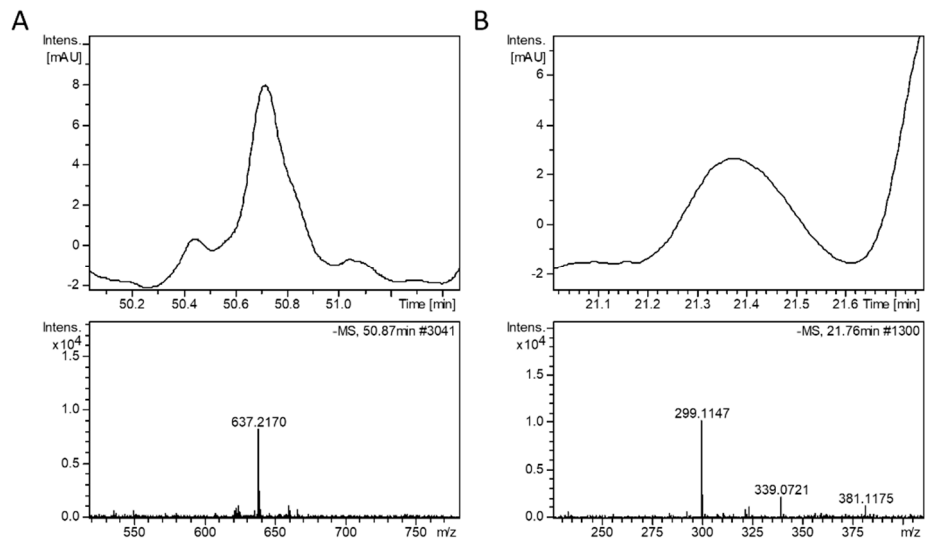 A
B
Intens.
[mAU]
8
6
4
2
0
-2
50.2
50.4
50.6
50.8
51.0
Time [min]
Intens.
[mAU]
6
4
2
0
-2
21.1
21.2
21.3
21.4
21.5
21.6
Time [min]
Intens.
x10⁴
1.5
1.0
0.5
0.0
-MS, 50.87min #3041
637.2170
550
600
650
700
750
m/z
Intens.
x10⁴
1.5
1.0
0.5
0.0
-MS, 21.76min #1300
299.1147
339.0721
381.1175
250
275
300
325
350
375
m/z